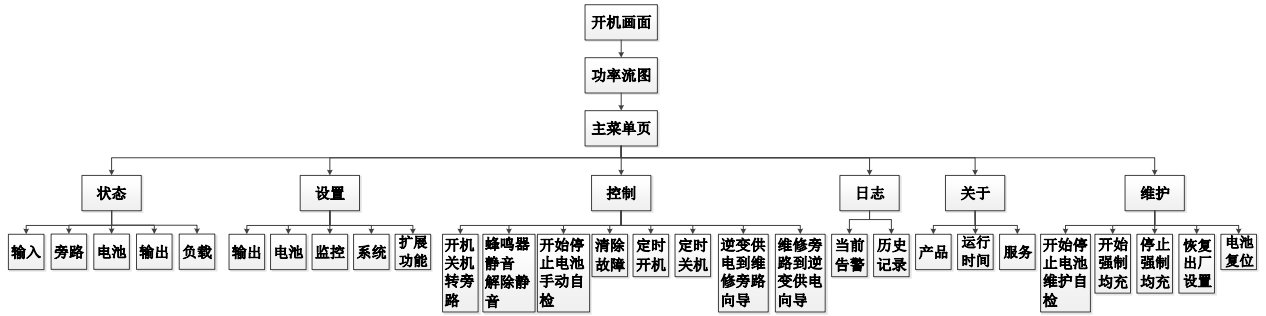 开机画面
功率流图
主菜单页
状态
设置
控制
日志
关于
维护
输入
旁路
电池
输出
负载
输出
电池
监控
系统
扩展
功能
开机
关机
转旁
路
蜂鸣器
静音
解除静
音
开始停
止电池
手动自
检
清除
故障
定时
开机
定时
关机
逆变供
电到维
修旁路
向导
维修旁
路到逆
变供电
向导
当前
告警
历史
记录
产品
运行
时间
服务
开始停
止电池
维护自
检
开始
强制
均充
停止
强制
均充
恢复
出厂
设置
电池
复位